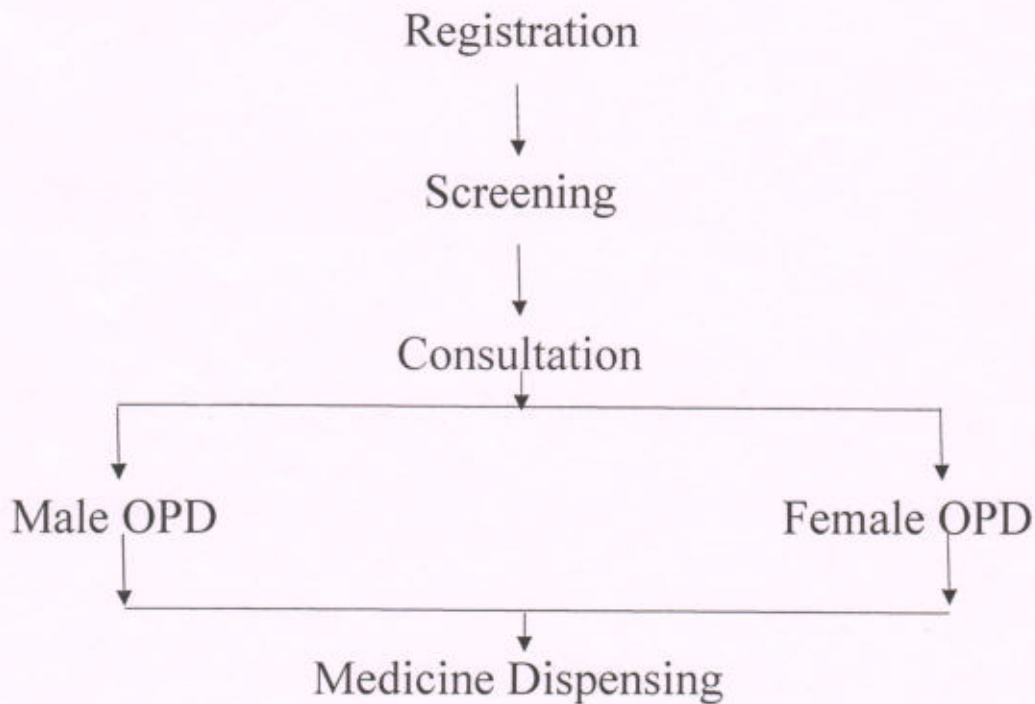 Registration
Screening
Consultation
Male OPD
Female OPD
Medicine Dispensing